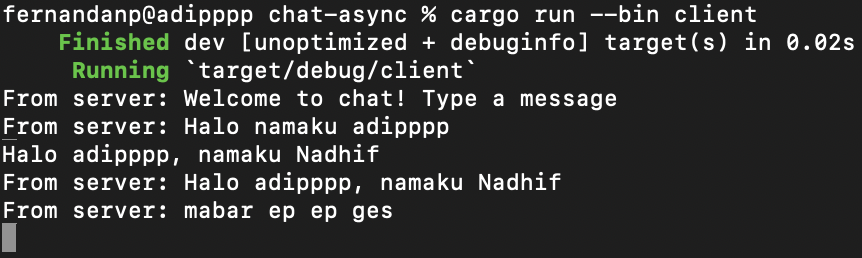 fernandanp@adipppp chat-async % cargo run --bin client
Finished dev [unoptimized + debuginfo] target(s) in 0.02s
Running `target/debug/client`
From server: Welcome to chat! Type a message
From server: Halo namaku adipppp
Halo adipppp, namaku Nadhif
From server: Halo adipppp, namaku Nadhif
From server: mabar ep ep ges